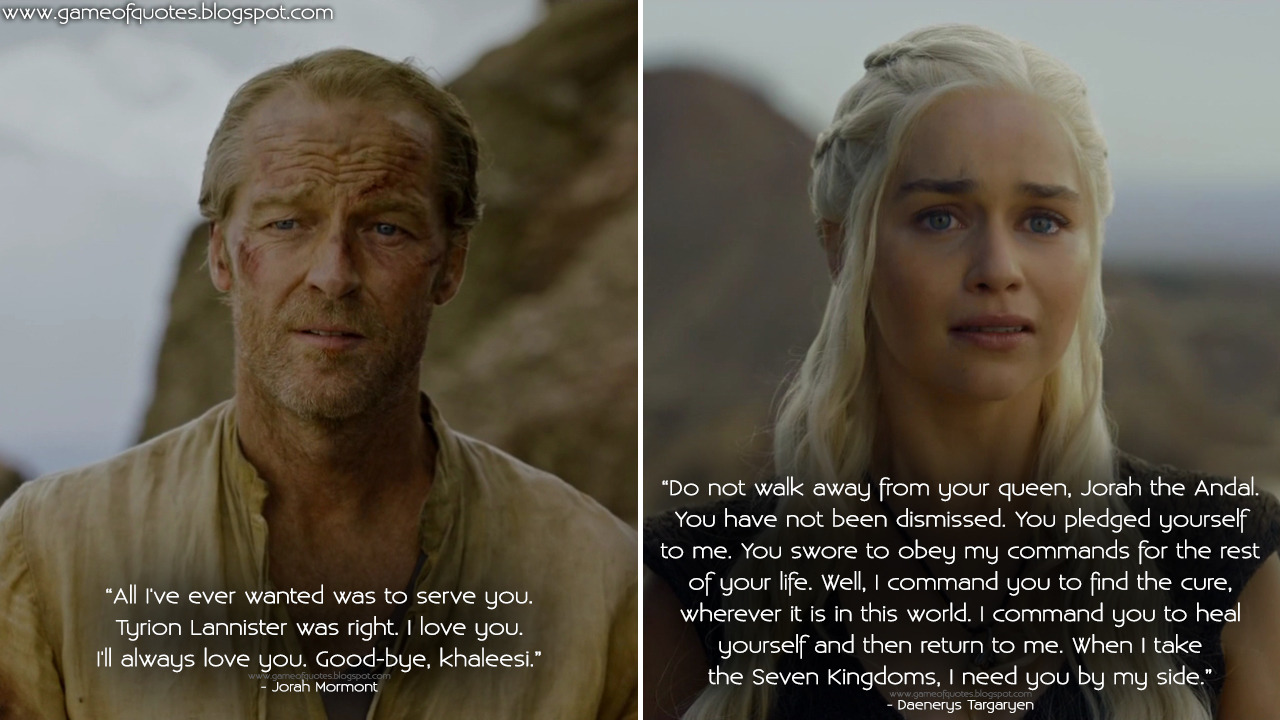 www.gameofquotes.blogspot.com
“All I've ever wanted was to serve you.
Tyrion Lannister was right. I love you.
I'll always love you. Good-bye, khaleesi.”
www.gameofquotes.blogspot.com
- Jorah Mormont
“Do not walk away from your queen, Jorah the Andal.
You have not been dismissed. You pledged yourself
to me. You swore to obey my commands for the rest
of your life. Well, I command you to find the cure,
wherever it is in this world. I command you to heal
yourself and then return to me. When I take
the Seven Kingdoms, I need you by my side.”
www.gameofquotes.blogspot.com
- Daenerys Targaryen